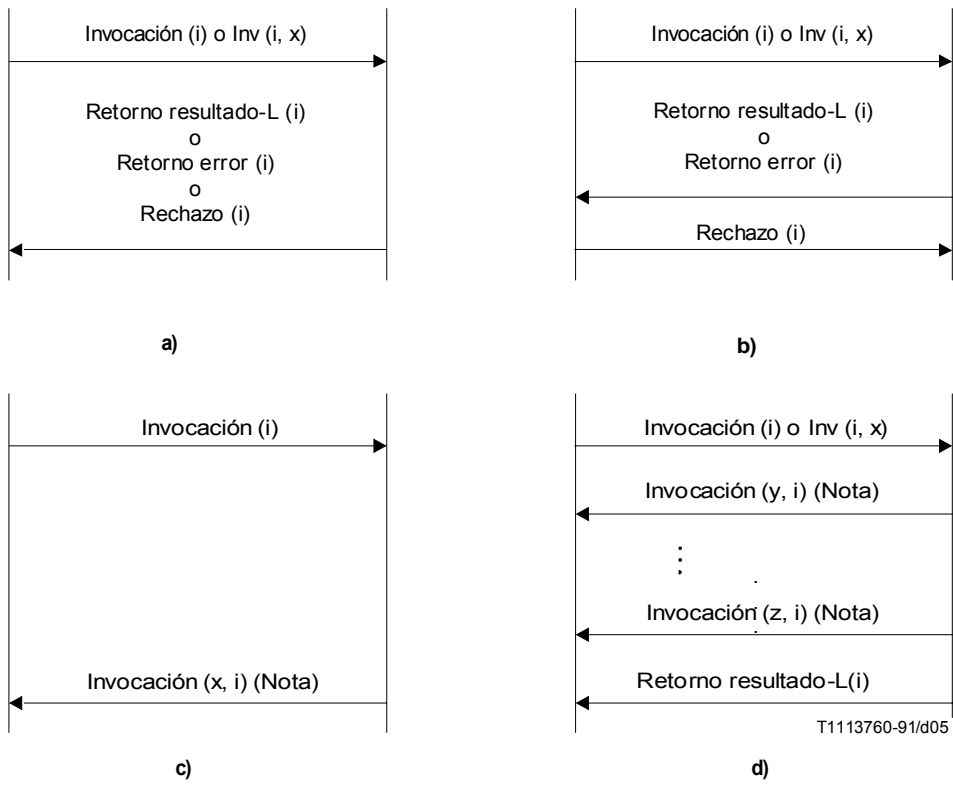 Invocación (i) o Inv (i, x)
Retorno resultado-L (i)
o
Retorno error (i)
o
Rechazo (i)
a)
Invocación (i) o Inv (i, x)
Retorno resultado-L (i)
o
Retorno error (i)
Rechazo (i)
b)
Invocación (i)
Invocación (x, i) (Nota)
c)
Invocación (i) o Inv (i, x)
Invocación (y, i) (Nota)
Invocación (z, i) (Nota)
Retorno resultado-L(i)
T1113760-91/d05
d)